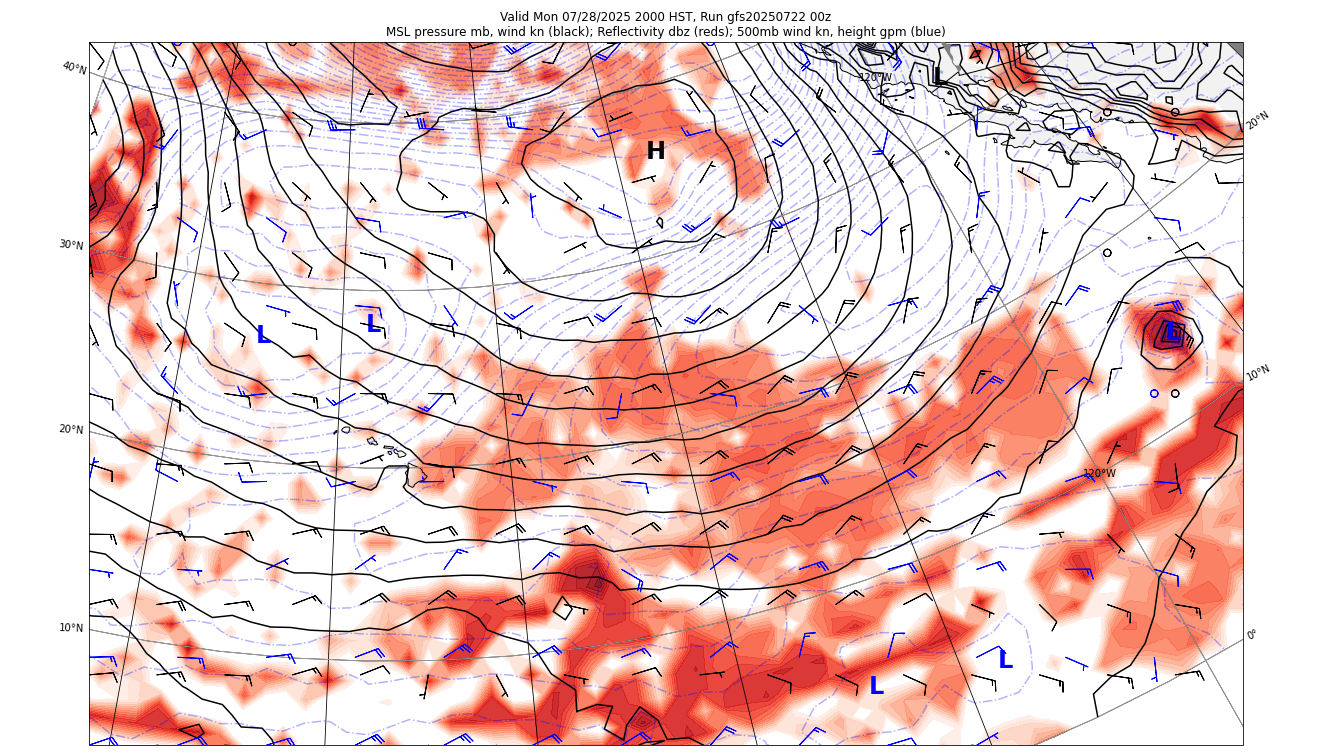 Valid Mon 07/28/2025 2000 HST, Run gfs20250722 00z
MSL pressure mb, wind kn (black); Reflectivity dbz (reds); 500mb wind kn, height gpm (blue)
40°N
120°W
L
20°N
H
30°N
L
L
L
10°N
20°N
120°W
10°N
0°
L
L